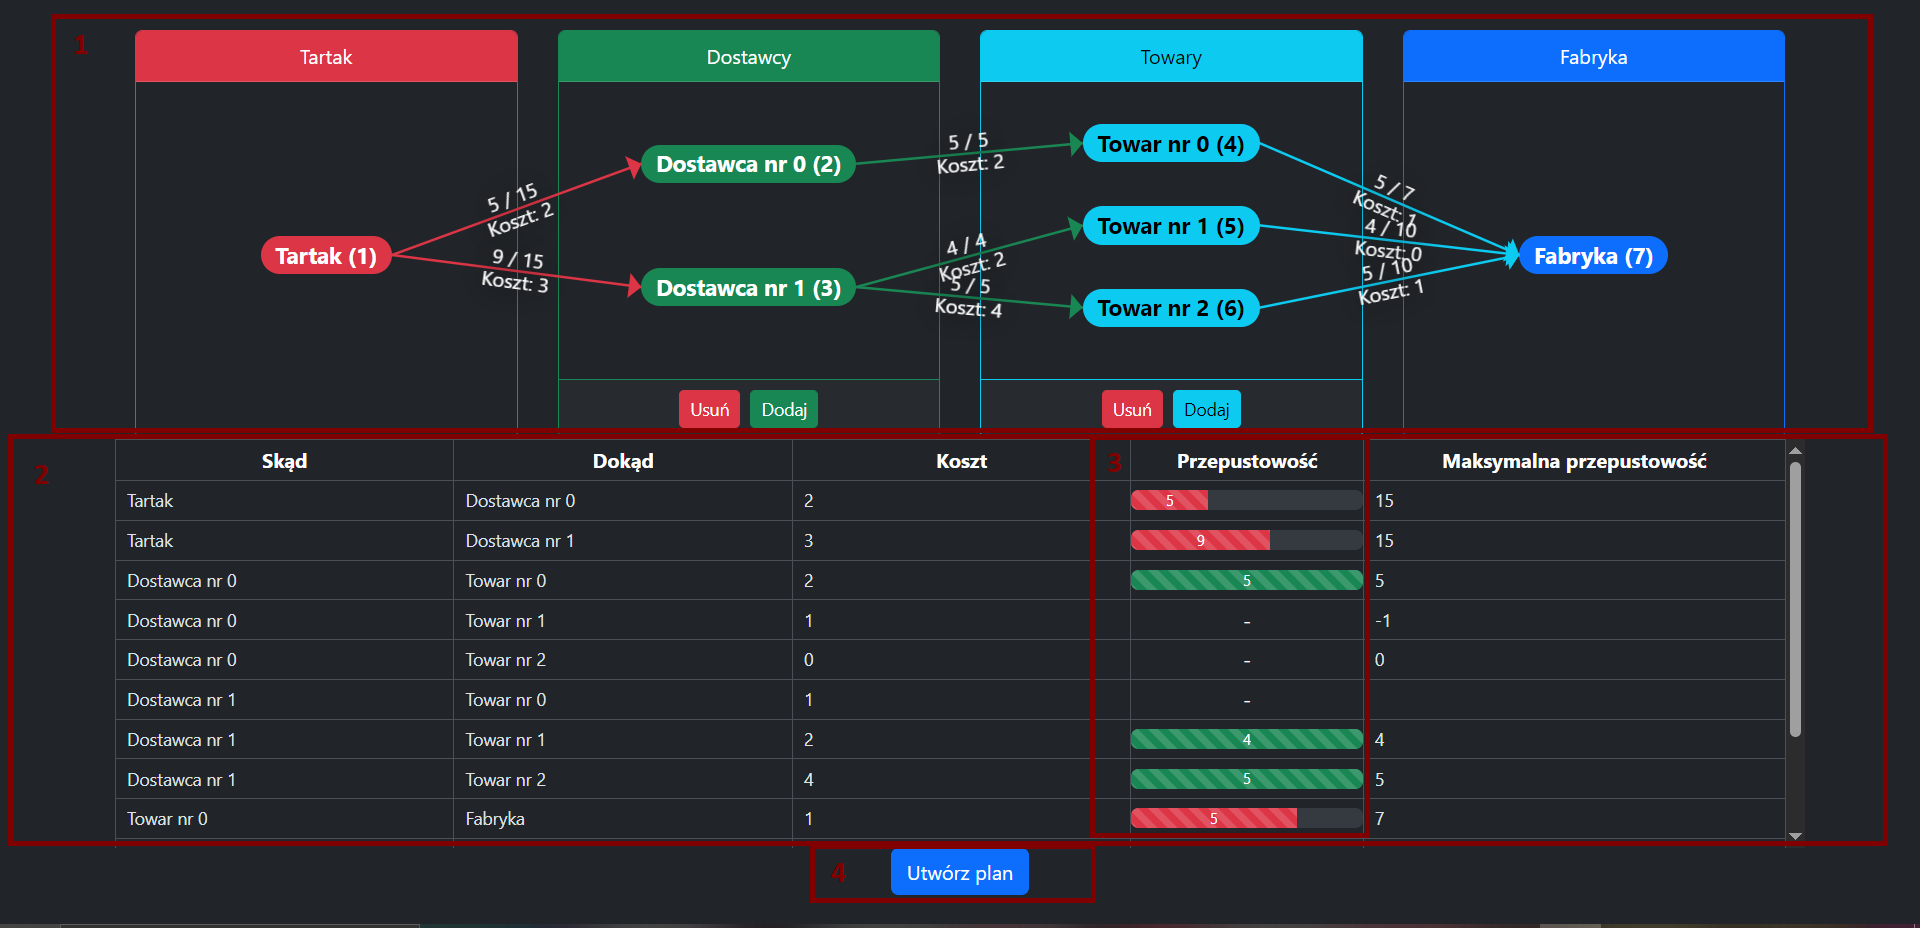 1
Tartak
Dostawcy
Towary
Fabryka
5 / 15
Koszt: 2
9 / 15
Koszt: 3
Tartak (1)
Dostawca nr 0 (2)
Dostawca nr 1 (3)
5 / 5
Koszt: 2
4 / 4
Koszt: 2
5 / 5
Koszt: 4
Towar nr 0 (4)
Towar nr 1 (5)
Towar nr 2 (6)
5 / 7
Koszt: 1
4 / 10
Koszt: 0
5 / 10
Koszt: 1
Fabryka (7)
Usuń Dodaj
Usuń Dodaj
2
3
Skąd Dokąd Koszt Przepustowość Maksymalna przepustowość
Tartak Dostawca nr 0 2 5 15
Tartak Dostawca nr 1 3 9 15
Dostawca nr 0 Towar nr 0 2 5 5
Dostawca nr 0 Towar nr 1 1 - -1
Dostawca nr 0 Towar nr 2 0 - 0
Dostawca nr 1 Towar nr 0 1 -
Dostawca nr 1 Towar nr 1 2 4 4
Dostawca nr 1 Towar nr 2 4 5 5
Towar nr 0 Fabryka 1 5 7
4
Utwórz plan